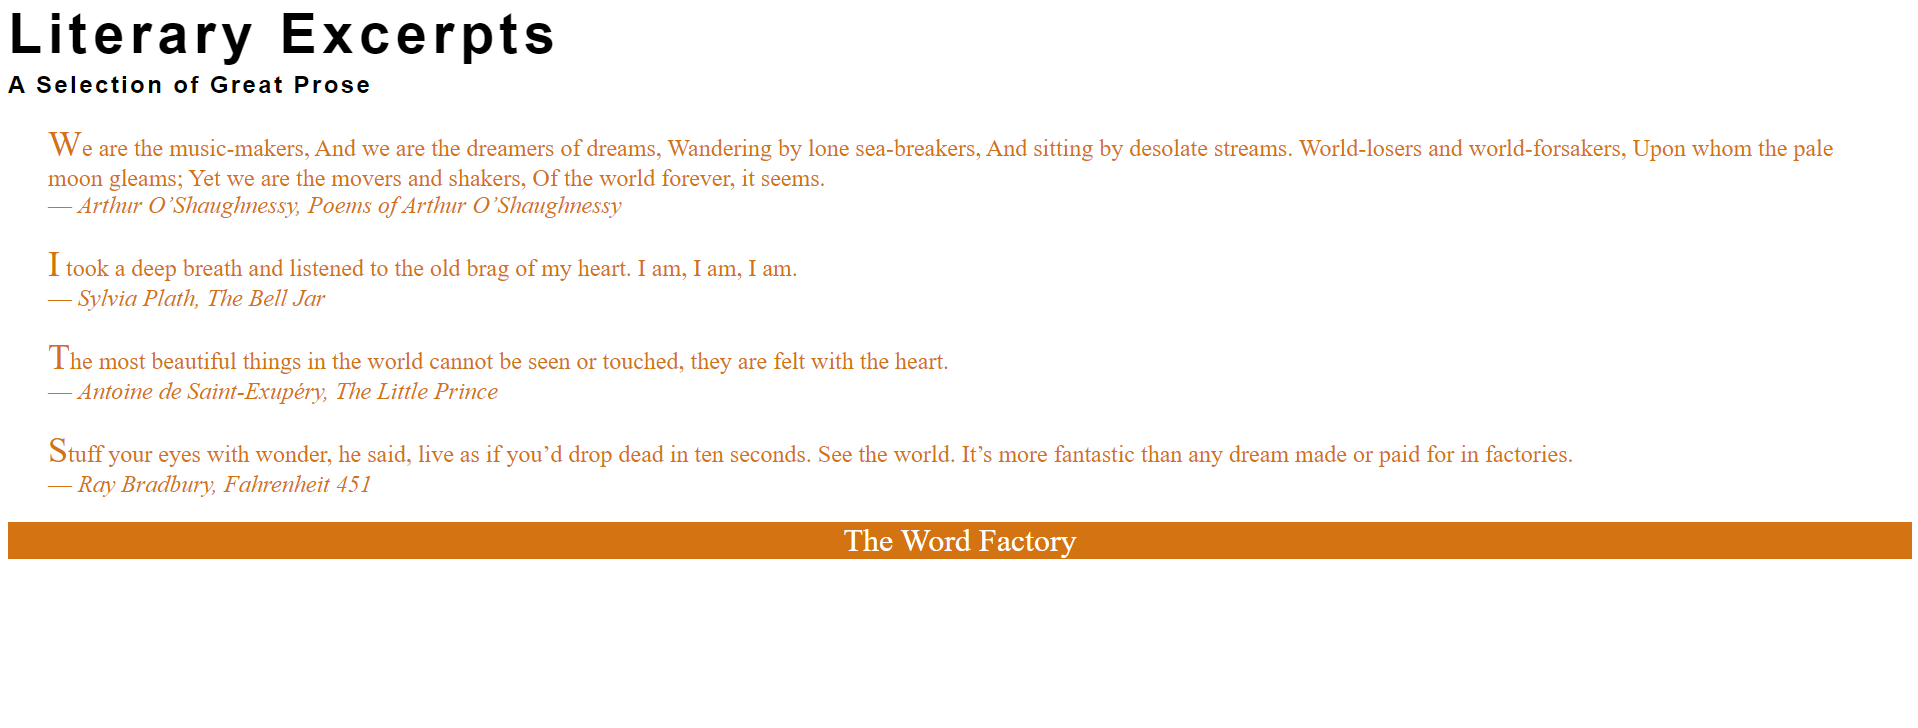 Literary Excerpts
A Selection of Great Prose
We are the music-makers, And we are the dreamers of dreams, Wandering by lone sea-breakers, And sitting by desolate streams. World-losers and world-forsakers, Upon whom the pale
moon gleams; Yet we are the movers and shakers, Of the world forever, it seems.
— Arthur O’Shaughnessy, Poems of Arthur O’Shaughnessy
I took a deep breath and listened to the old brag of my heart. I am, I am, I am.
— Sylvia Plath, The Bell Jar
The most beautiful things in the world cannot be seen or touched, they are felt with the heart.
— Antoine de Saint-Exupéry, The Little Prince
Stuff your eyes with wonder, he said, live as if you’d drop dead in ten seconds. See the world. It’s more fantastic than any dream made or paid for in factories.
— Ray Bradbury, Fahrenheit 451
The Word Factory